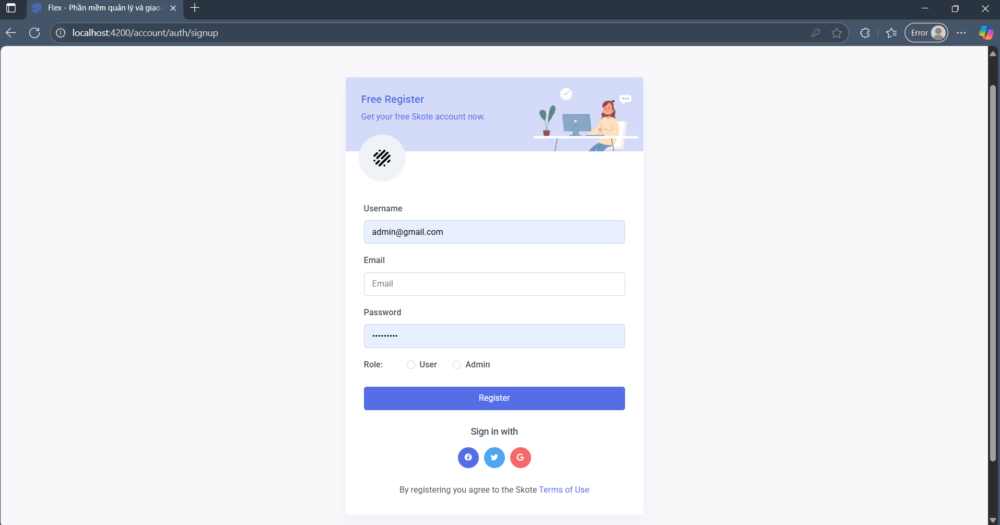 Flex - Phần mềm quản lý và giao
localhost:4200/account/auth/signup
Error
Free Register
Get your free Skote account now.
Username
admin@gmail.com
Email
Email
Password
•••••••••
Role: User Admin
Register
Sign in with
By registering you agree to the Skote Terms of Use